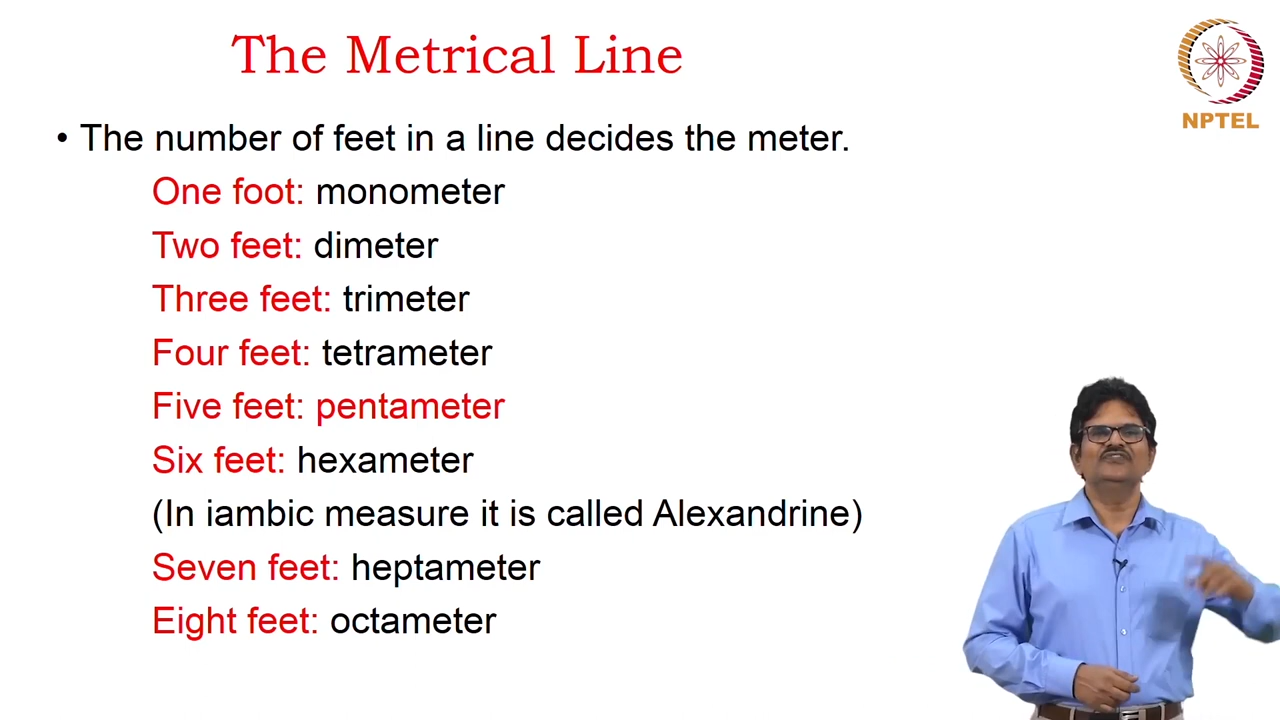 The Metrical Line
NPTEL
• The number of feet in a line decides the meter.
One foot: monometer
Two feet: dimeter
Three feet: trimeter
Four feet: tetrameter
Five feet: pentameter
Six feet: hexameter
(In iambic measure it is called Alexandrine)
Seven feet: heptameter
Eight feet: octameter